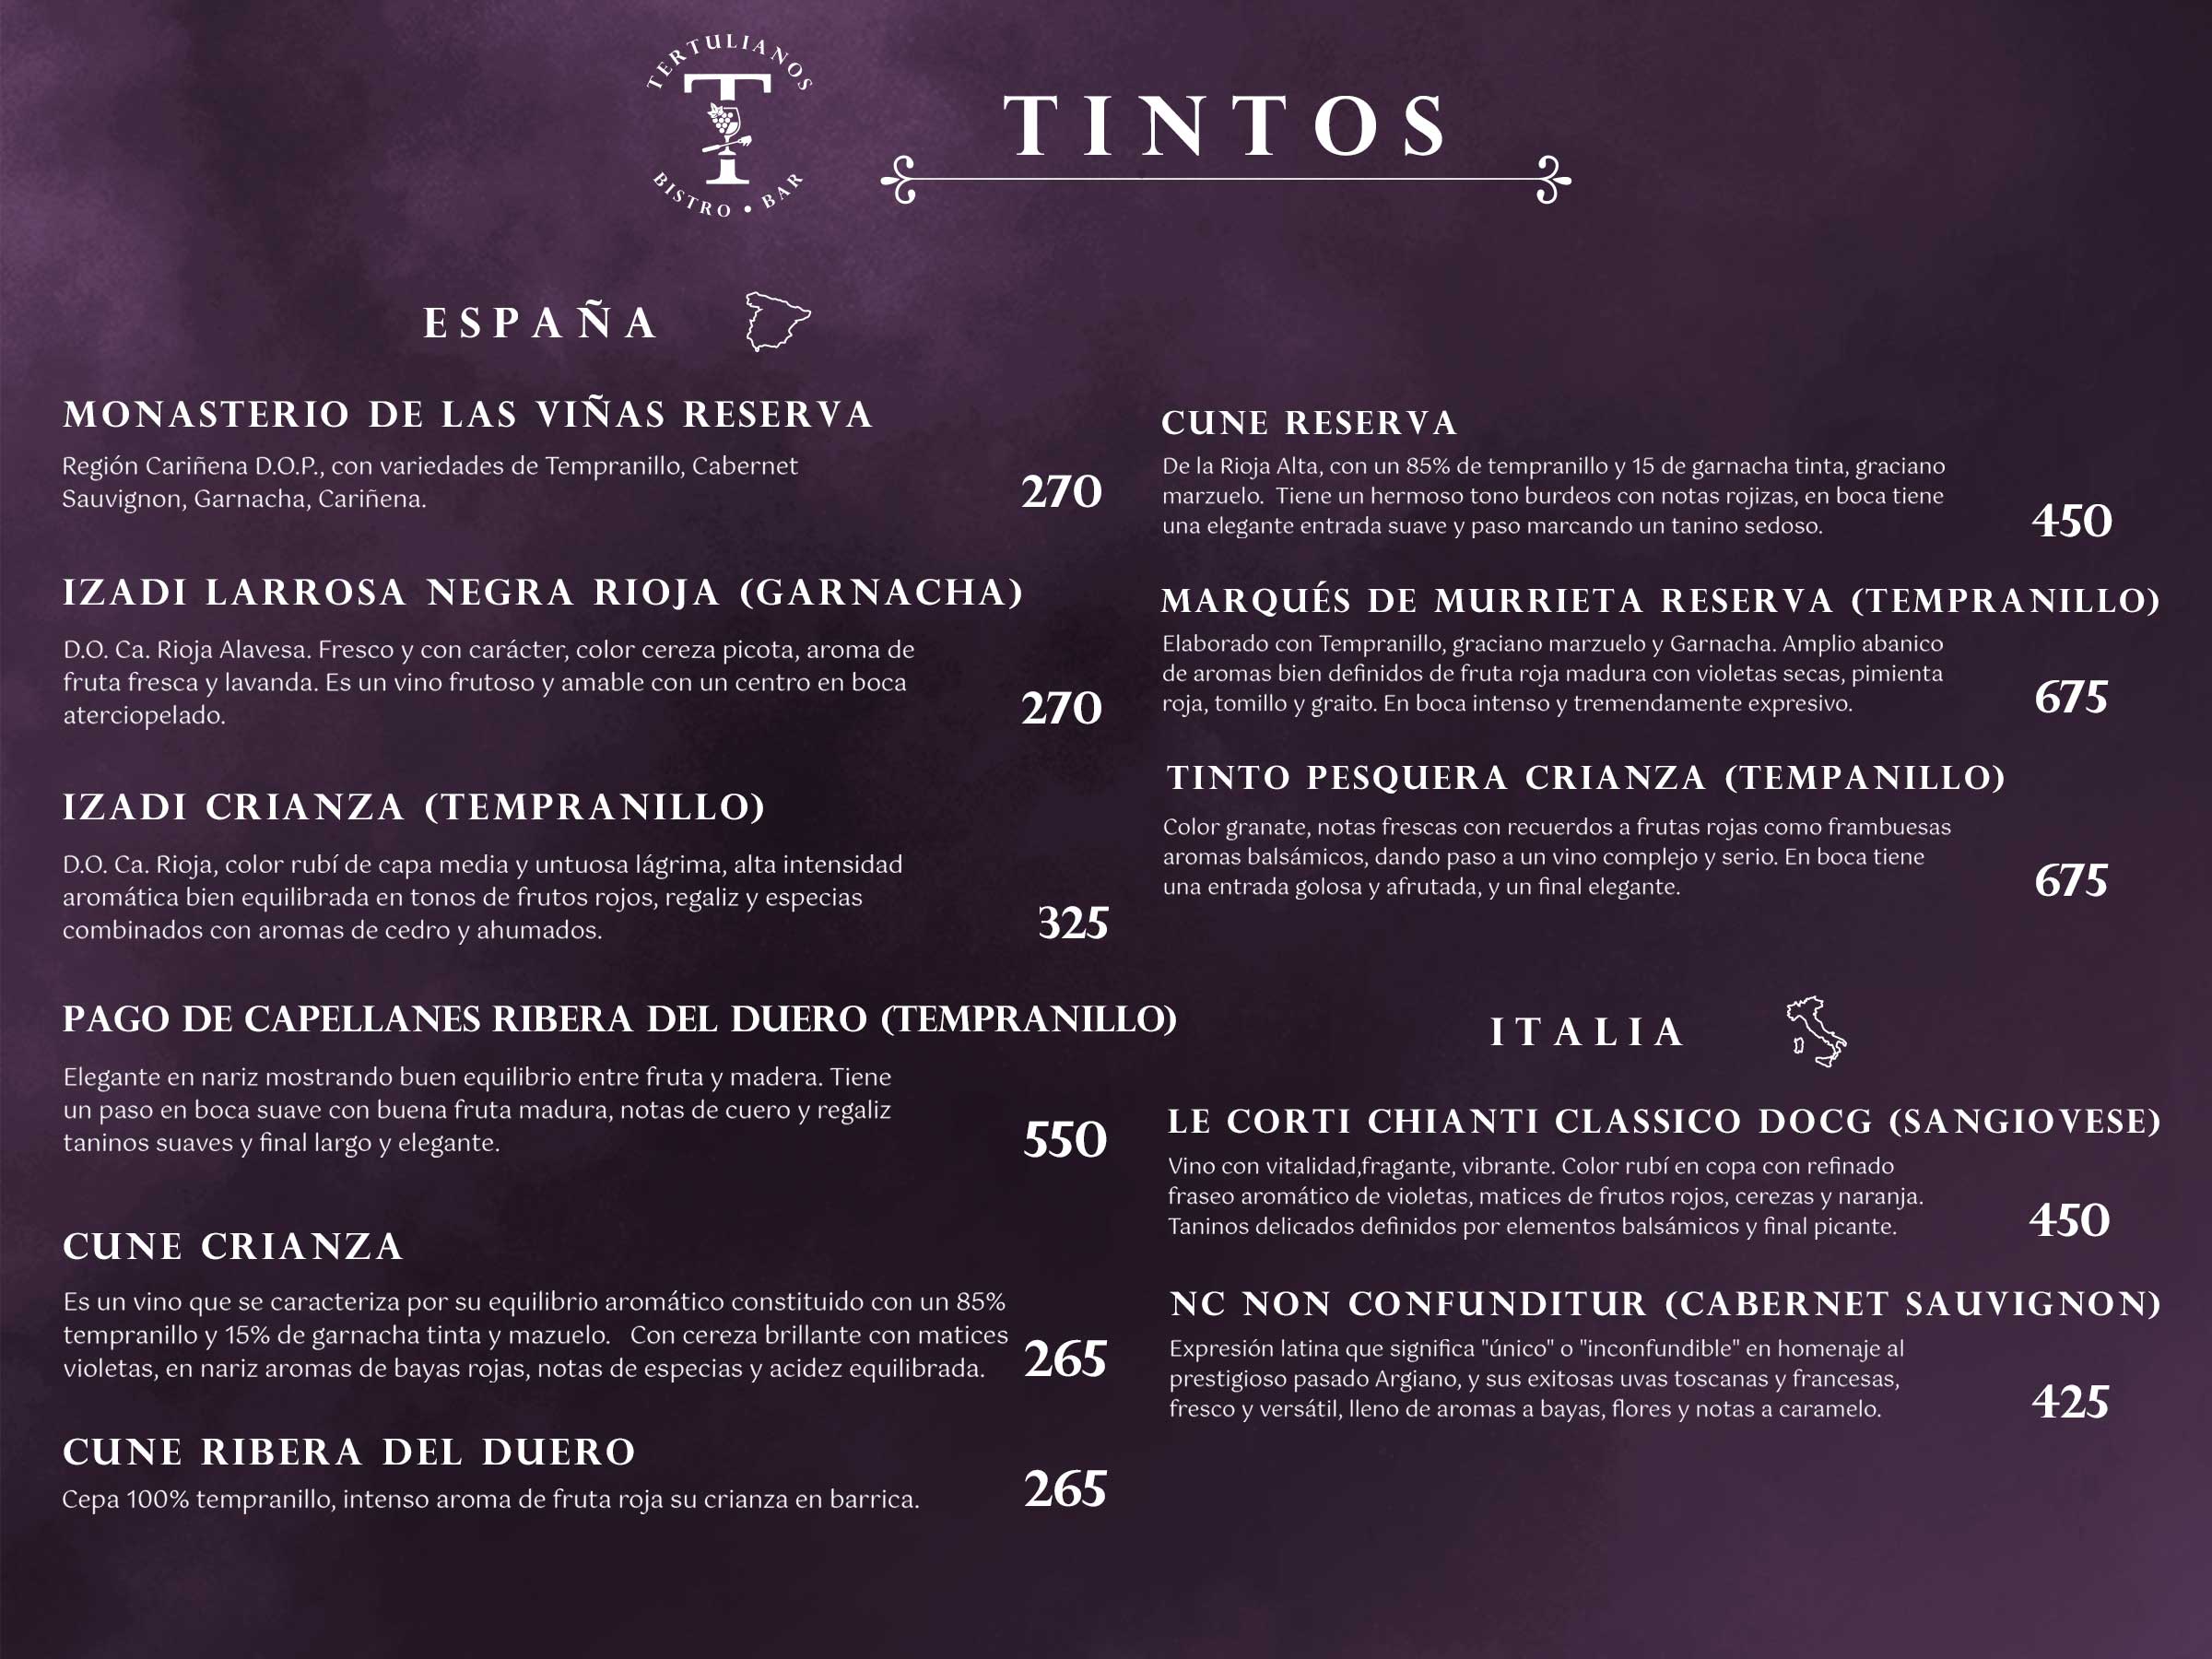 TERTULIANOS
T
BISTRO • BAR
TINTOS
ESPAÑA
MONASTERIO DE LAS VIÑAS RESERVA
Región Cariñena D.O.P., con variedades de Tempranillo, Cabernet
Sauvignon, Garnacha, Cariñena.
270
IZADI LARROSA NEGRA RIOJA (GARNACHA)
D.O. Ca. Rioja Alavesa. Fresco y con carácter, color cereza picota, aroma de
fruta fresca y lavanda. Es un vino frutoso y amable con un centro en boca
aterciopelado.
270
IZADI CRIANZA (TEMPRANILLO)
D.O. Ca. Rioja, color rubí de capa media y untuosa lágrima, alta intensidad
aromática bien equilibrada en tonos de frutos rojos, regaliz y especias
combinados con aromas de cedro y ahumados.
325
PAGO DE CAPELLANES RIBERA DEL DUERO (TEMPRANILLO)
Elegante en nariz mostrando buen equilibrio entre fruta y madera. Tiene
un paso en boca suave con buena fruta madura, notas de cuero y regaliz
taninos suaves y final largo y elegante.
550
CUNE CRIANZA
Es un vino que se caracteriza por su equilibrio aromático constituido con un 85%
tempranillo y 15% de garnacha tinta y mazuelo. Con cereza brillante con matices
violetas, en nariz aromas de bayas rojas, notas de especias y acidez equilibrada.
265
CUNE RIBERA DEL DUERO
Cepa 100% tempranillo, intenso aroma de fruta roja su crianza en barrica.
265
CUNE RESERVA
De la Rioja Alta, con un 85% de tempranillo y 15 de garnacha tinta, graciano
marzuelo. Tiene un hermoso tono burdeos con notas rojizas, en boca tiene
una elegante entrada suave y paso marcando un tanino sedoso.
450
MARQUÉS DE MURRIETA RESERVA (TEMPRANILLO)
Elaborado con Tempranillo, graciano marzuelo y Garnacha. Amplio abanico
de aromas bien definidos de fruta roja madura con violetas secas, pimienta
roja, tomillo y graito. En boca intenso y tremendamente expresivo.
675
TINTO PESQUERA CRIANZA (TEMPANILLO)
Color granate, notas frescas con recuerdos a frutas rojas como frambuesas
aromas balsámicos, dando paso a un vino complejo y serio. En boca tiene
una entrada golosa y afrutada, y un final elegante.
675
ITALIA
LE CORTI CHIANTI CLASSICO DOCG (SANGIOVESE)
Vino con vitalidad,fragante, vibrante. Color rubí en copa con refinado
fraseo aromático de violetas, matices de frutos rojos, cerezas y naranja.
Taninos delicados definidos por elementos balsámicos y final picante.
450
NC NON CONFUNDITUR (CABERNET SAUVIGNON)
Expresión latina que significa "único" o "inconfundible" en homenaje al
prestigioso pasado Argiano, y sus exitosas uvas toscanas y francesas,
fresco y versátil, lleno de aromas a bayas, flores y notas a caramelo.
425